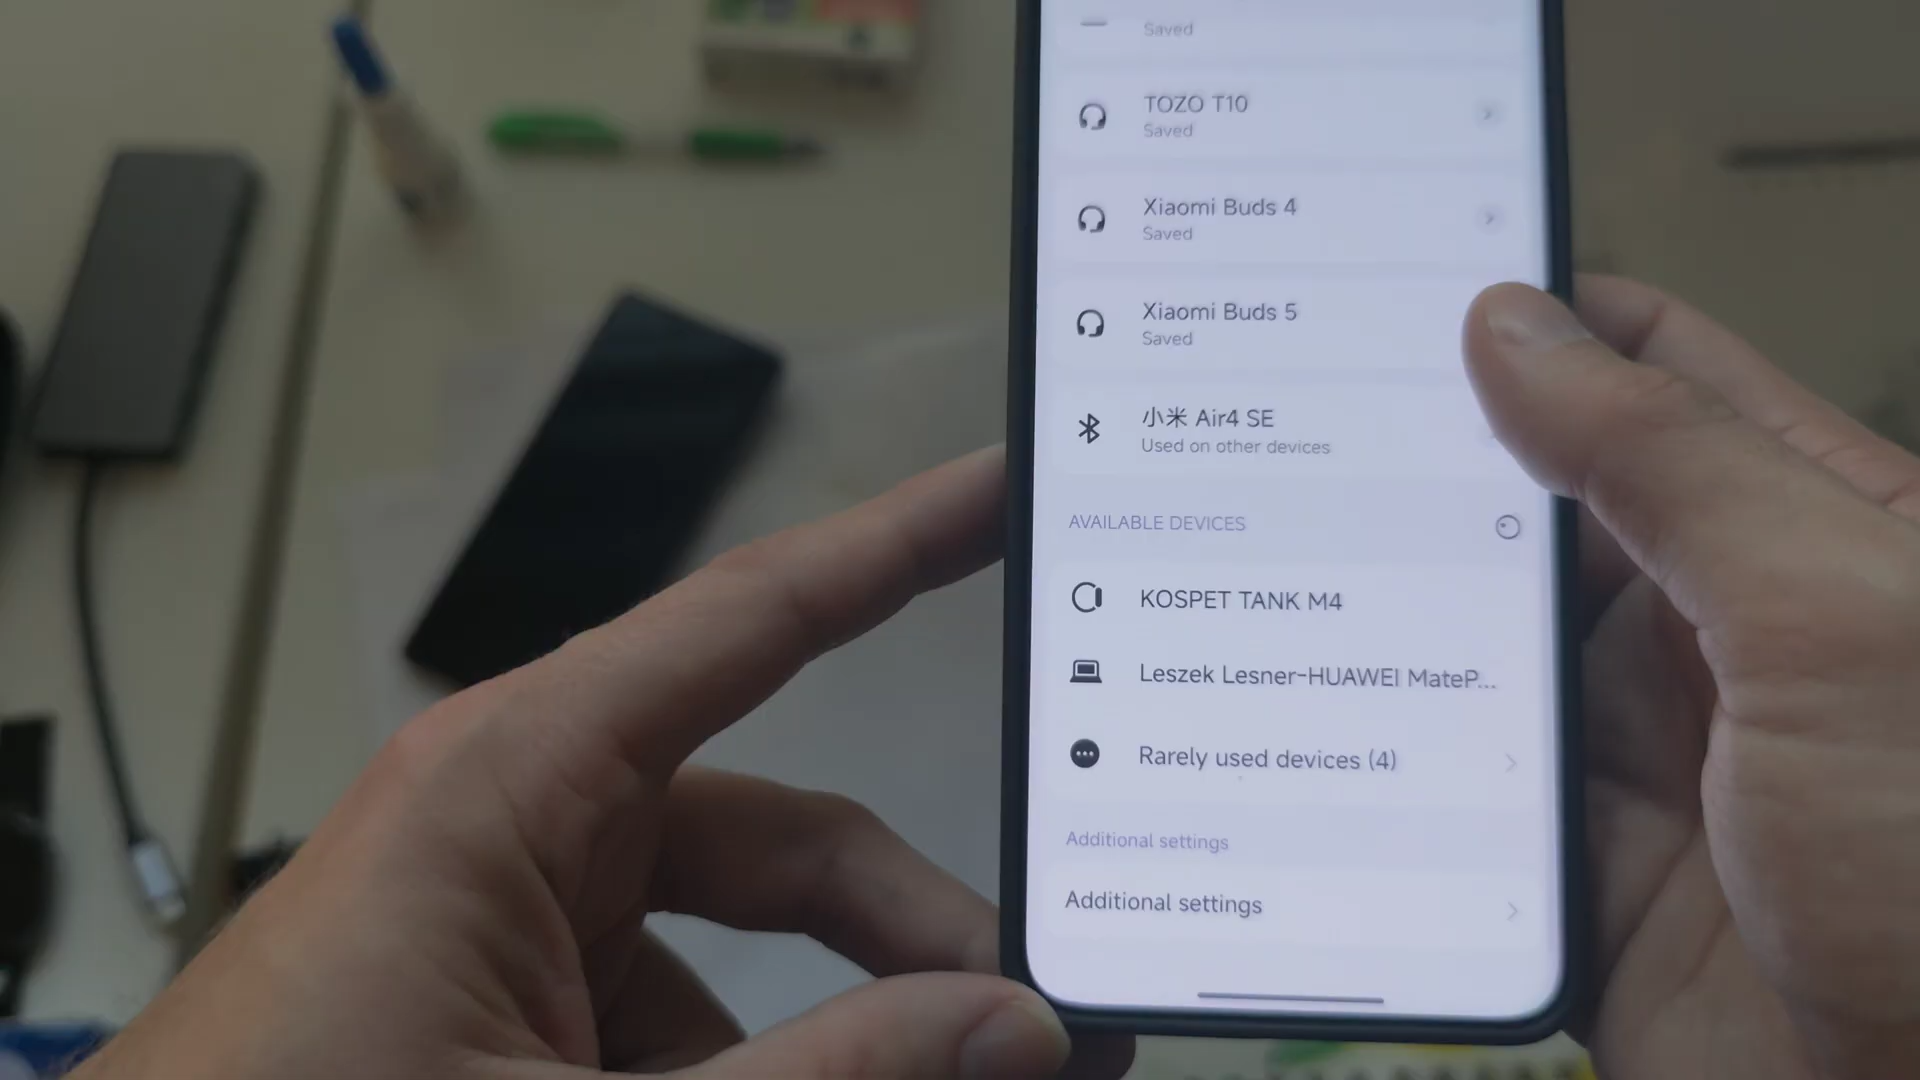 Saved
TOZO T10
Saved
Xiaomi Buds 4
Saved
Xiaomi Buds 5
Saved
小米 Air4 SE
Used on other devices
AVAILABLE DEVICES
KOSPET TANK M4
Leszek Lesner-HUAWEI MateP...
Rarely used devices (4)
Additional settings
Additional settings